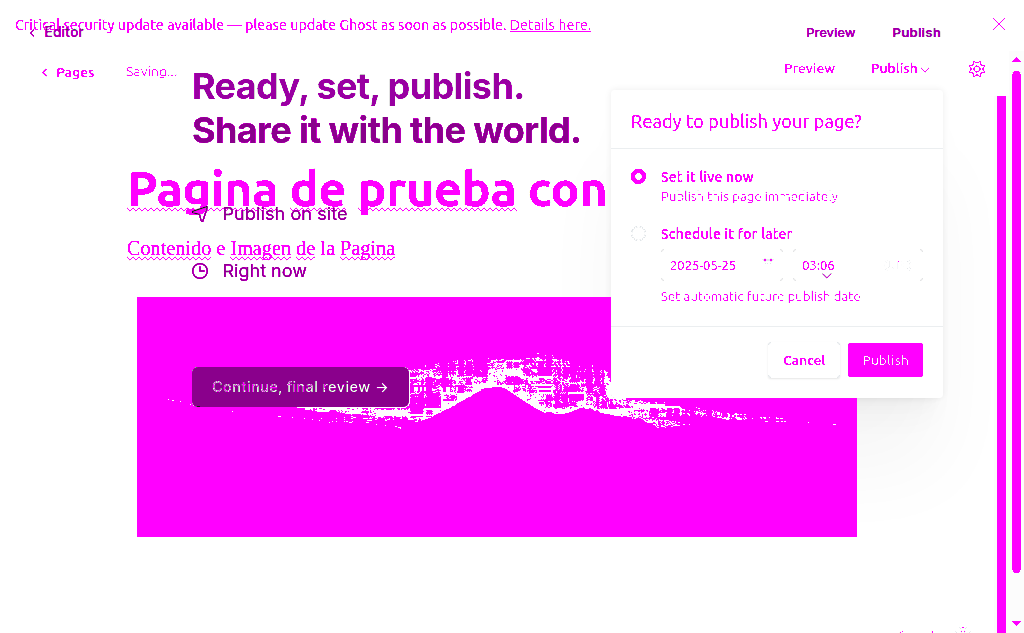 Critical security update available — please update Ghost as soon as possible. Details here.
Editor
Preview
Publish
Pages
Saving...
Preview
Publish
Ready, set, publish.
Share it with the world.
Ready to publish your page?
Pagina de prueba con
Set it live now
Publish this page immediately
Publish on site
Schedule it for later
Contenido e Imagen de la Pagina
2025-05-25
03:06
Right now
Set automatic future publish date
Cancel
Publish
Continue, final review →